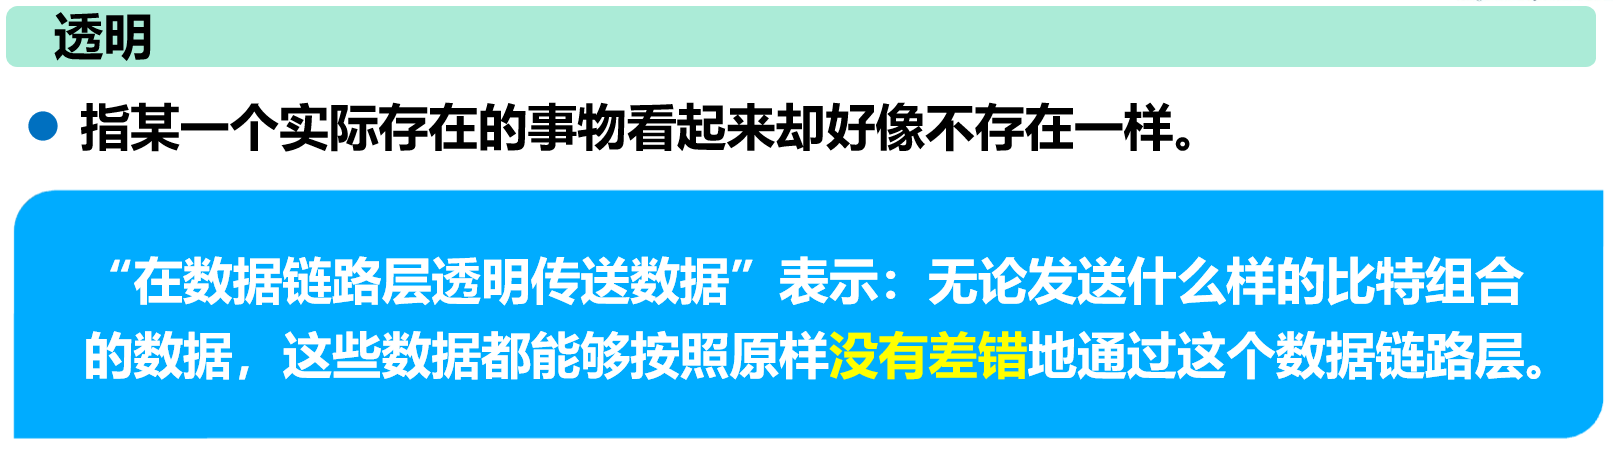 透明
指某一个实际存在的事物看起来却好像不存在一样。
“在数据链路层透明传送数据”表示：无论发送什么样的比特组合
的数据，这些数据都能够按照原样没有差错地通过这个数据链路层。